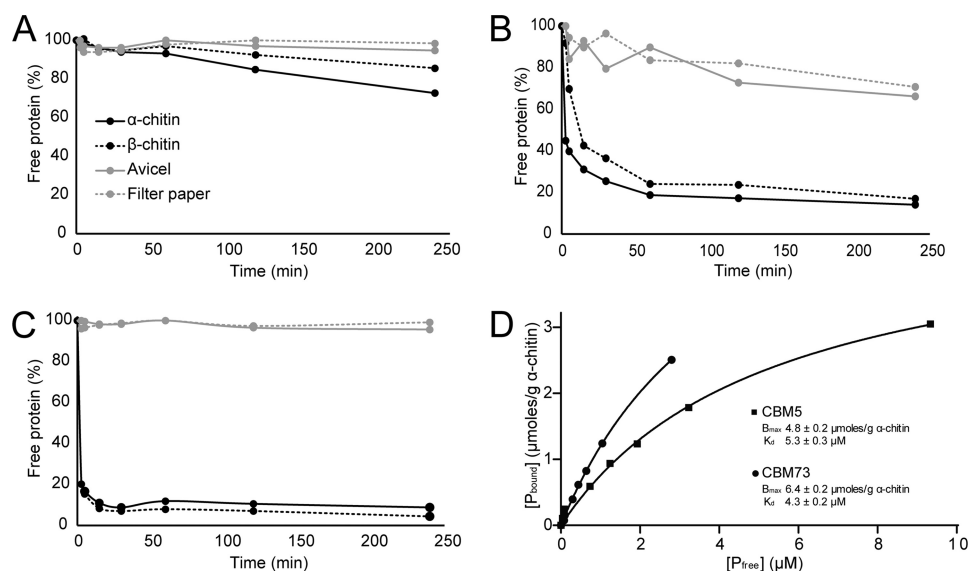 A
Free protein (%)
100
80
60
40
20
0
α-chitin
β-chitin
Avicel
Filter paper
0 50 100 150 200 250
Time (min)
B
Free protein (%)
100
80
60
40
20
0
0 50 100 150 200 250
Time (min)
C
Free protein (%)
100
80
60
40
20
0
0 50 100 150 200 250
Time (min)
D
[Pbound] (µmoles/g α-chitin)
3
2
1
0
CBM5
Bmax 4.8 ± 0.2 µmoles/g α-chitin
Kd 5.3 ± 0.3 µM
CBM73
Bmax 6.4 ± 0.2 µmoles/g α-chitin
Kd 4.3 ± 0.2 µM
0 2 4 6 8 10
[Pfree] (µM)